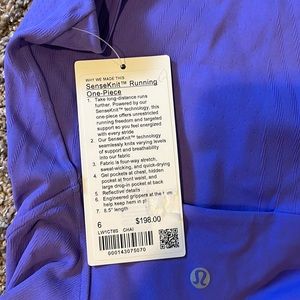 WHY WE MADE THIS
SenseKnit™ Running
One-Piece
1. Take long-distance runs
further. Powered by our
SenseKnit™ technology, this
one-piece offers unrestricted
running freedom and targeted
support so you feel energized
with every stride
2. Our SenseKnit™ technology
seamlessly knits varying levels
of support and breathability
into our fabric
3. Fabric is four-way stretch,
sweat-wicking, and quick-drying
4. Gel pockets at chest, hidden
pocket at front waist, and
large drop-in pocket at back
5. Reflective details
6. Engineered grippers at the
help keep hem in
7. 8.5" length
6 $198.00
LW1CT6S CHAI
000143075070